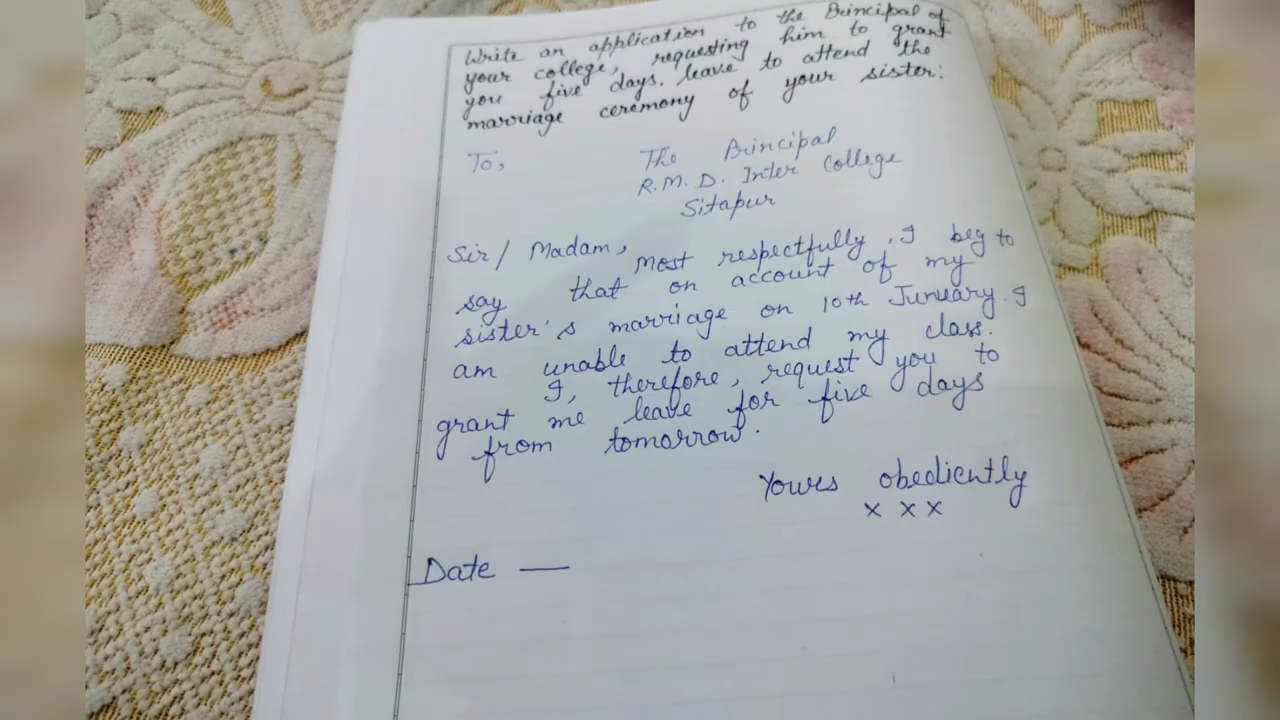 Write an application to the Principal of
your college, requesting him to grant
you five days. leave to attend the
marriage ceremony of your sister:
To,
The Principal
R.M.D. Inter College
Sitapur
Sir/ Madam,
Most respectfully, I beg to
say that on account of my
sister's marriage on 10th Junuary. I
am unable to attend my class.
I, therefore, request you to
grant me leave for five days
from tomorrow.
Yours obediently
x x x
Date —